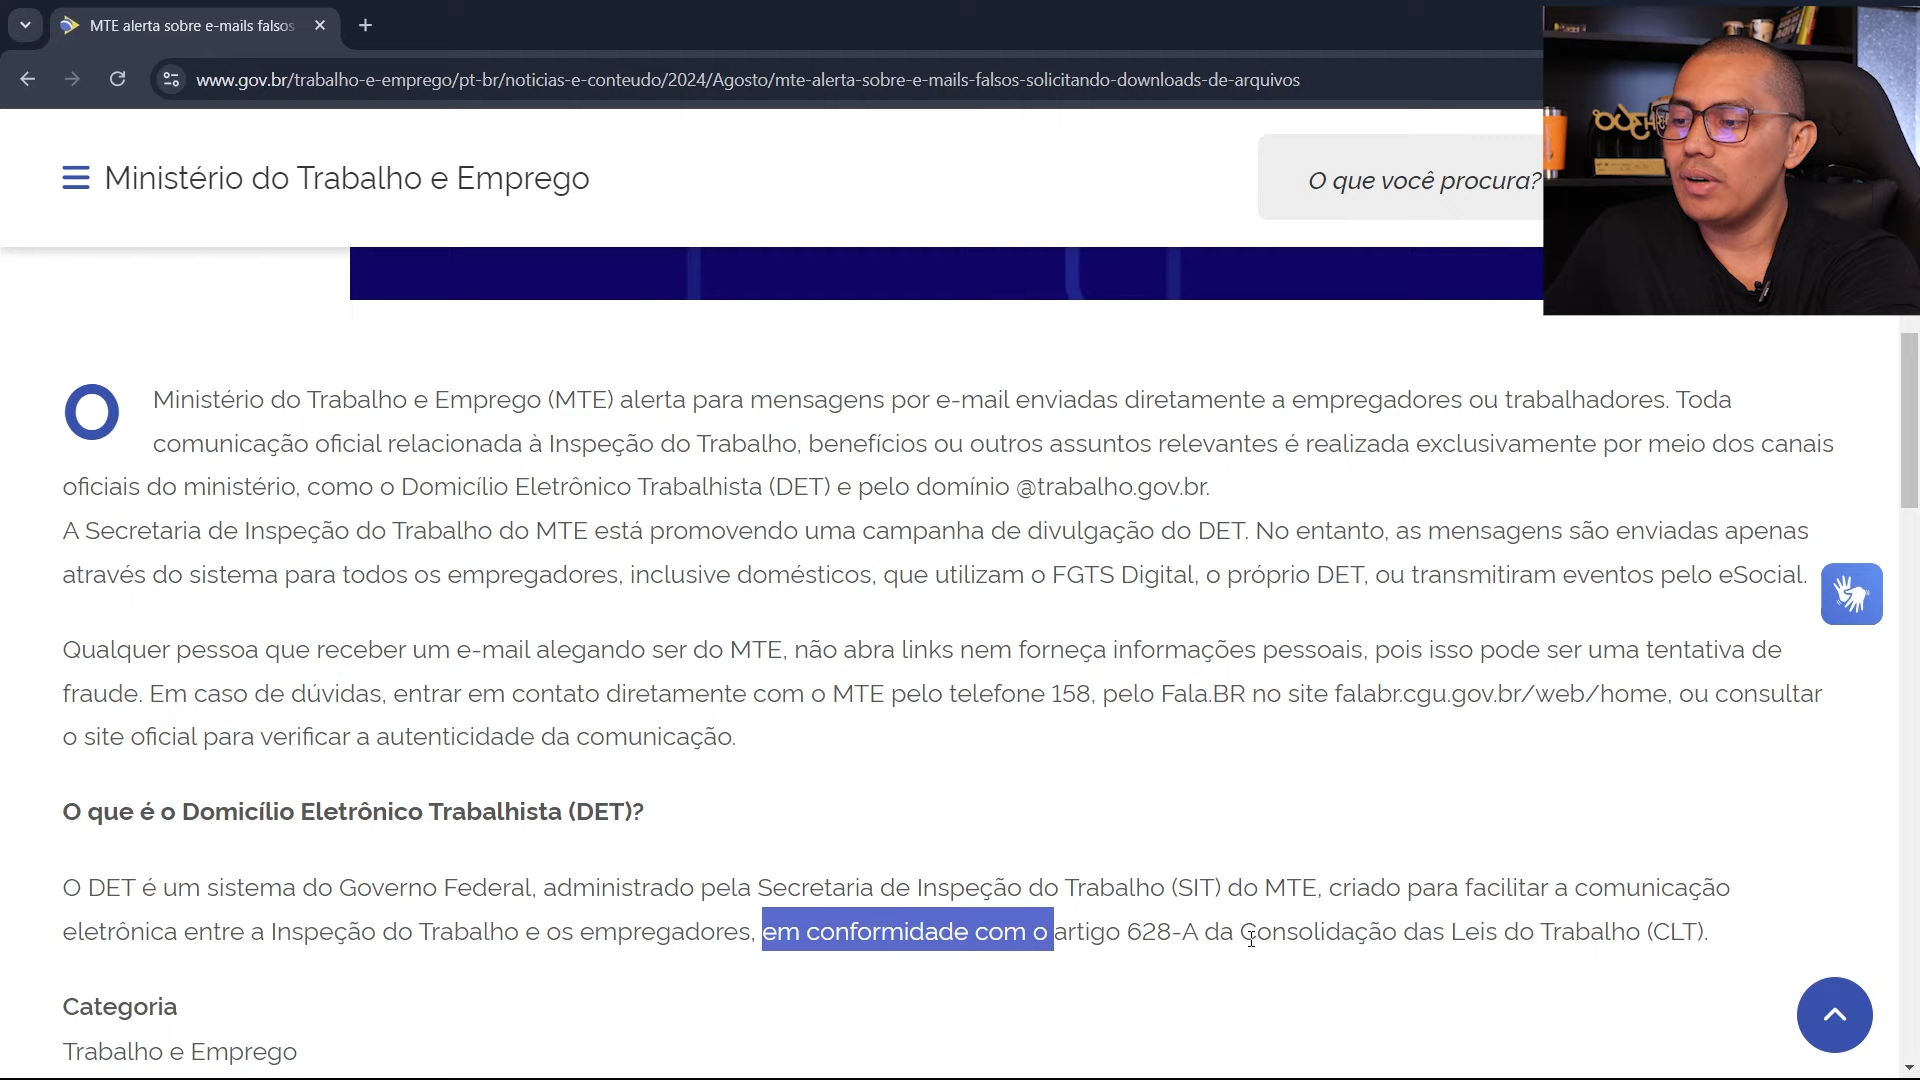 MTE alerta sobre e-mails falsos
www.gov.br/trabalho-e-emprego/pt-br/noticias-e-conteudo/2024/Agosto/mte-alerta-sobre-e-mails-falsos-solicitando-downloads-de-arquivos
Ministério do Trabalho e Emprego
O que você procura?
O Ministério do Trabalho e Emprego (MTE) alerta para mensagens por e-mail enviadas diretamente a empregadores ou trabalhadores. Toda
comunicação oficial relacionada à Inspeção do Trabalho, benefícios ou outros assuntos relevantes é realizada exclusivamente por meio dos canais
oficiais do ministério, como o Domicílio Eletrônico Trabalhista (DET) e pelo domínio @trabalho.gov.br.
A Secretaria de Inspeção do Trabalho do MTE está promovendo uma campanha de divulgação do DET. No entanto, as mensagens são enviadas apenas
através do sistema para todos os empregadores, inclusive domésticos, que utilizam o FGTS Digital, o próprio DET, ou transmitiram eventos pelo eSocial.
Qualquer pessoa que receber um e-mail alegando ser do MTE, não abra links nem forneça informações pessoais, pois isso pode ser uma tentativa de
fraude. Em caso de dúvidas, entrar em contato diretamente com o MTE pelo telefone 158, pelo Fala.BR no site falabr.cgu.gov.br/web/home, ou consultar
o site oficial para verificar a autenticidade da comunicação.
O que é o Domicílio Eletrônico Trabalhista (DET)?
O DET é um sistema do Governo Federal, administrado pela Secretaria de Inspeção do Trabalho (SIT) do MTE, criado para facilitar a comunicação
eletrônica entre a Inspeção do Trabalho e os empregadores, em conformidade com o artigo 628-A da Consolidação das Leis do Trabalho (CLT).
Categoria
Trabalho e Emprego